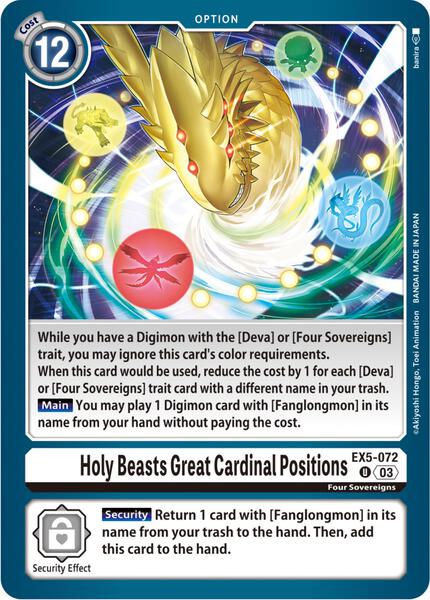 OPTION
Cost
12
banira
While you have a Digimon with the [Deva] or [Four Sovereigns]
trait, you may ignore this card's color requirements.
When this card would be used, reduce the cost by 1 for each [Deva]
or [Four Sovereigns] trait card with a different name in your trash.
Main You may play 1 Digimon card with [Fanglongmon] in its
name from your hand without paying the cost.
©Akiyoshi Hongo, Toei Animation BANDAI MADE IN JAPAN
Holy Beasts Great Cardinal Positions
EX5-072
U 03
Four Sovereigns
Security Return 1 card with [Fanglongmon] in its
name from your trash to the hand. Then, add
this card to the hand.
Security Effect